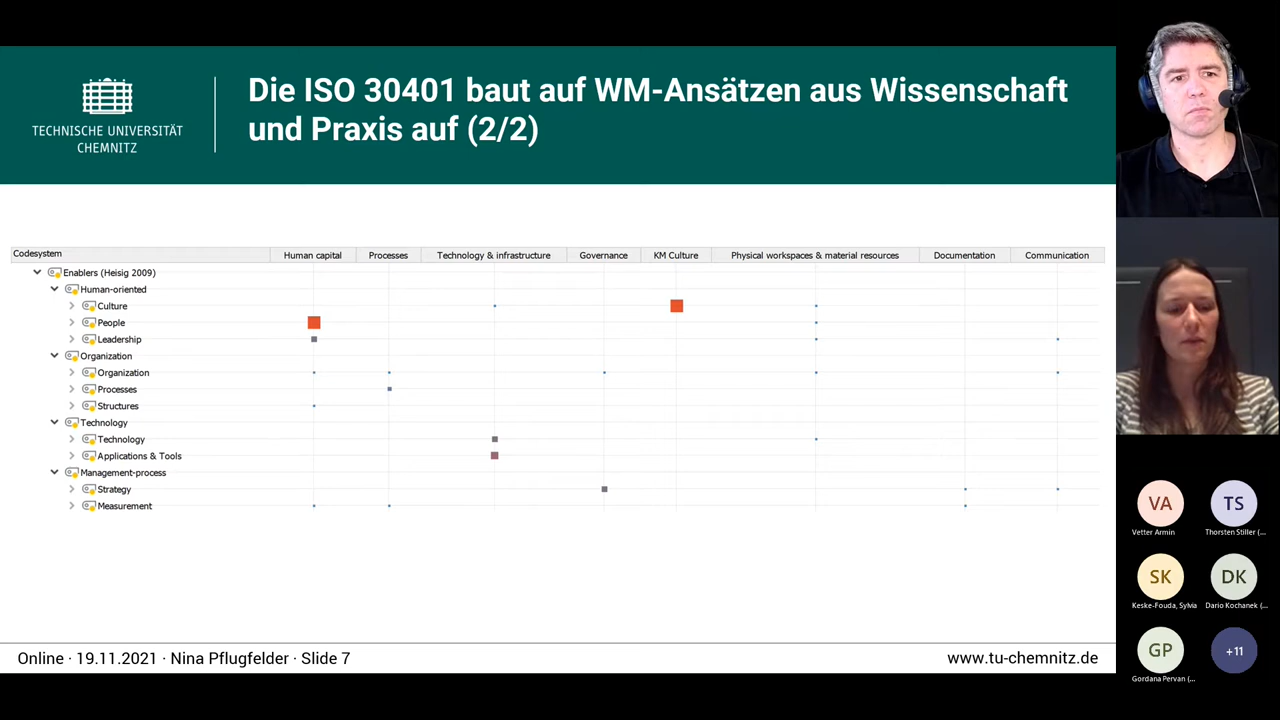 TECHNISCHE UNIVERSITÄT
CHEMNITZ
Die ISO 30401 baut auf WM-Ansätzen aus Wissenschaft
und Praxis auf (2/2)
Codesystem Human capital Processes Technology & infrastructure Governance KM Culture Physical workspaces & material resources Documentation Communication
Enablers (Heisig 2009)
Human-oriented
Culture
People
Leadership
Organization
Organization
Processes
Structures
Technology
Technology
Applications & Tools
Management-process
Strategy
Measurement
Online · 19.11.2021 · Nina Pflugfelder · Slide 7
www.tu-chemnitz.de
VA TS
Vetter Armin Thorsten Stiller (...
SK DK
Keske-Fouda, Sylvia Dario Kochanek (...
GP +11
Gordana Pervan (...